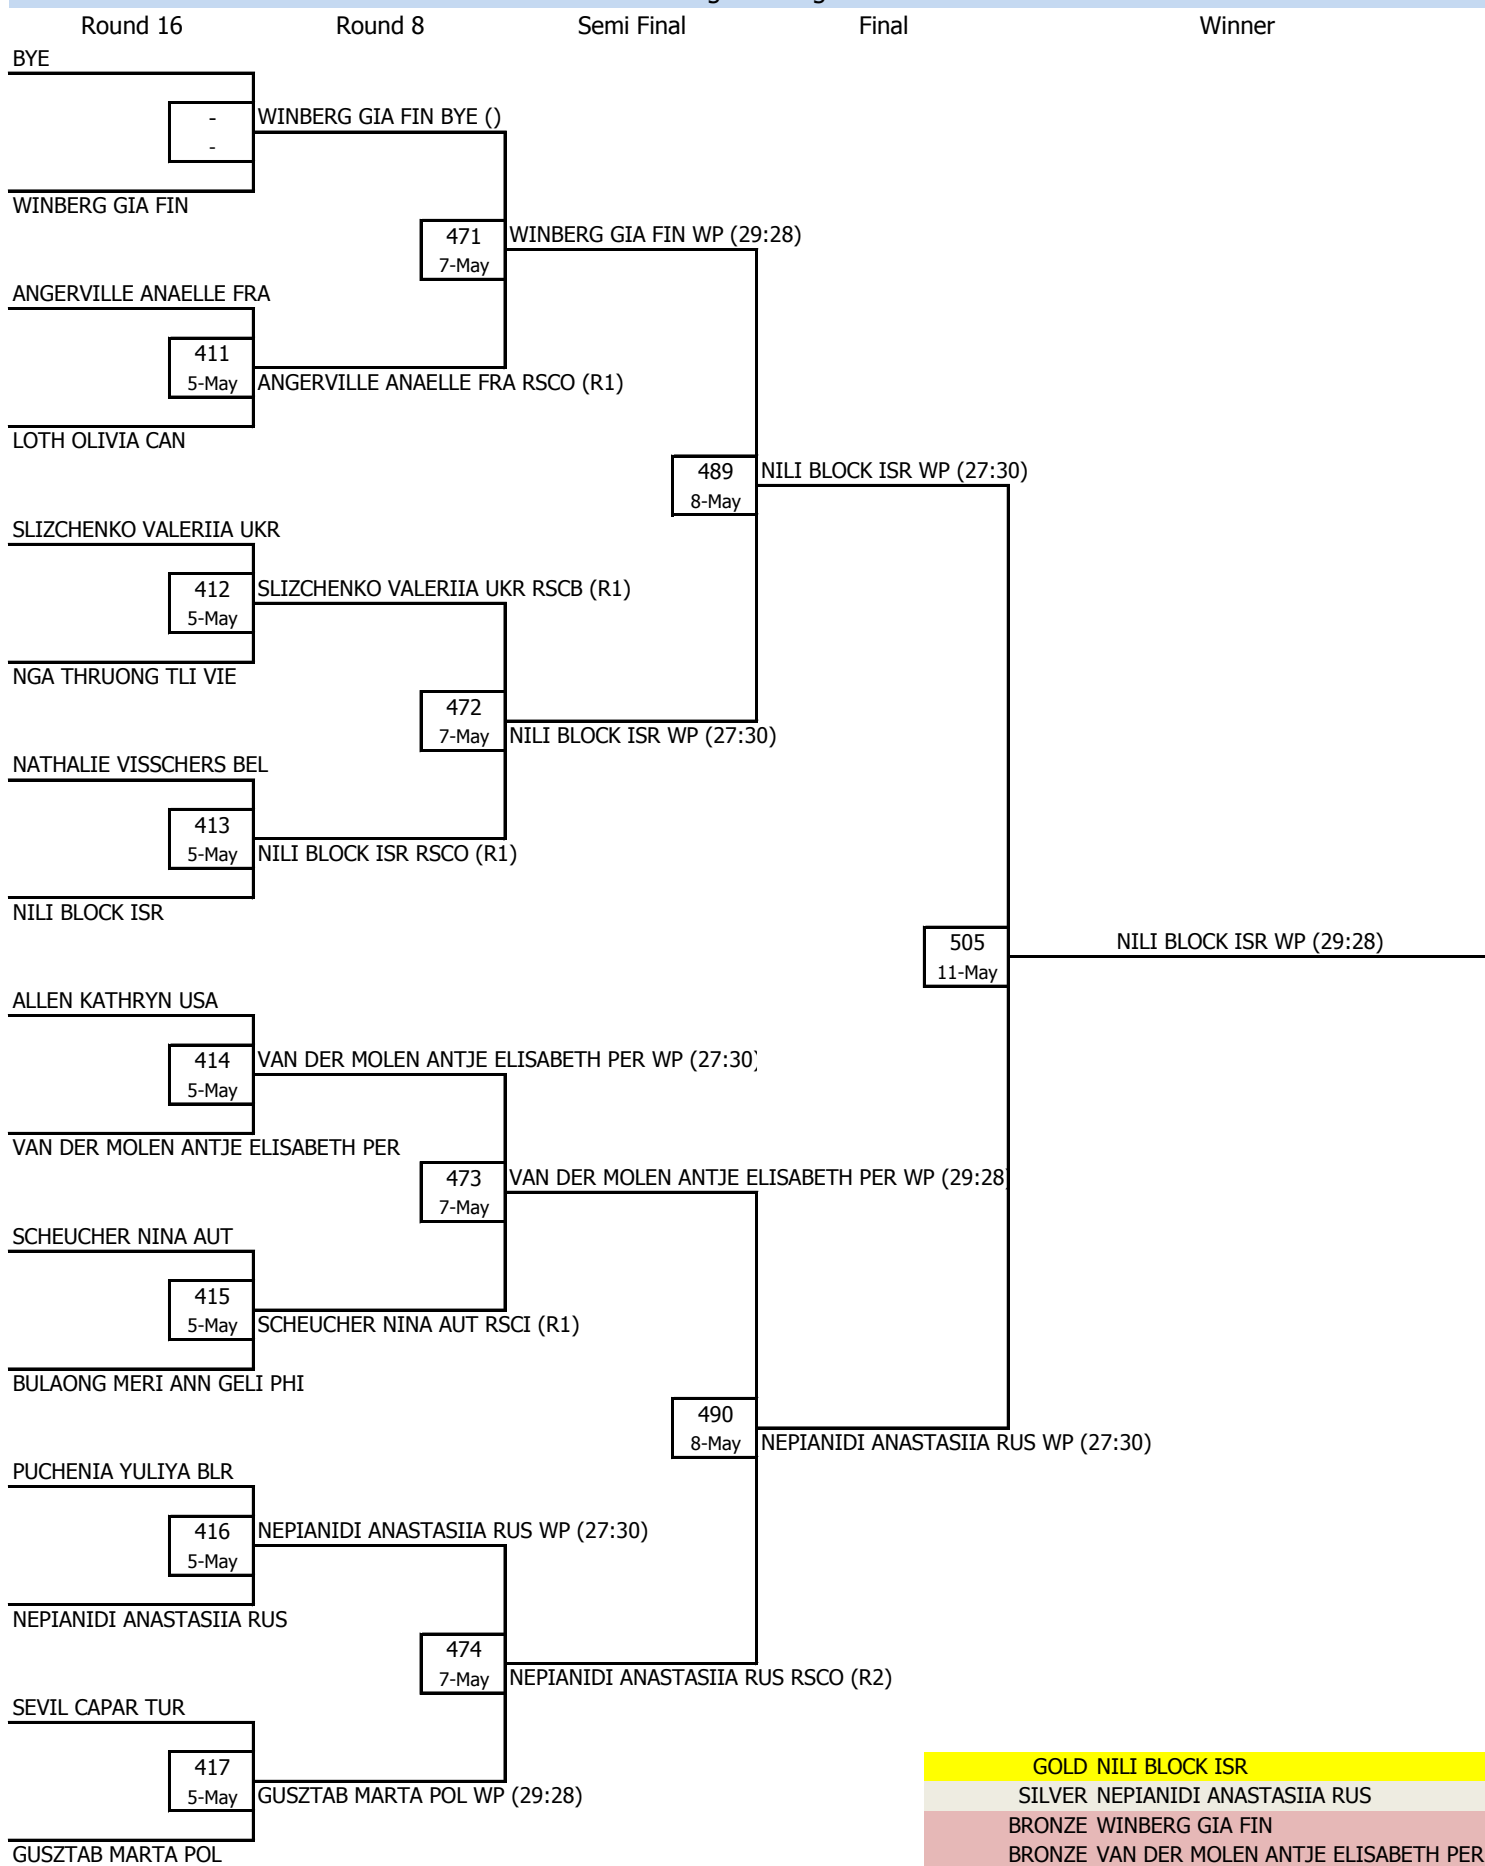 Round 16 Round 8 Semi Final Final Winner
BYE
-
-
WINBERG GIA FIN BYE ()
WINBERG GIA FIN
471
7-May
WINBERG GIA FIN WP (29:28)
ANGERVILLE ANAELLE FRA
411
5-May
ANGERVILLE ANAELLE FRA RSCO (R1)
LOTH OLIVIA CAN
489
8-May
NILI BLOCK ISR WP (27:30)
SLIZCHENKO VALERIIA UKR
412
5-May
SLIZCHENKO VALERIIA UKR RSCB (R1)
NGA THRUONG TLI VIE
472
7-May
NILI BLOCK ISR WP (27:30)
NATHALIE VISSCHERS BEL
413
5-May
NILI BLOCK ISR RSCO (R1)
NILI BLOCK ISR
505
11-May
NILI BLOCK ISR WP (29:28)
ALLEN KATHRYN USA
414
5-May
VAN DER MOLEN ANTJE ELISABETH PER WP (27:30)
VAN DER MOLEN ANTJE ELISABETH PER
473
7-May
VAN DER MOLEN ANTJE ELISABETH PER WP (29:28)
SCHEUCHER NINA AUT
415
5-May
SCHEUCHER NINA AUT RSCI (R1)
BULAONG MERI ANN GELI PHI
490
8-May
NEPIANIDI ANASTASIIA RUS WP (27:30)
PUCHENIA YULIYA BLR
416
5-May
NEPIANIDI ANASTASIIA RUS WP (27:30)
NEPIANIDI ANASTASIIA RUS
474
7-May
NEPIANIDI ANASTASIIA RUS RSCO (R2)
SEVIL CAPAR TUR
417
5-May
GUSZTAB MARTA POL WP (29:28)
GUSZTAB MARTA POL
GOLD NILI BLOCK ISR
SILVER NEPIANIDI ANASTASIIA RUS
BRONZE WINBERG GIA FIN
BRONZE VAN DER MOLEN ANTJE ELISABETH PER